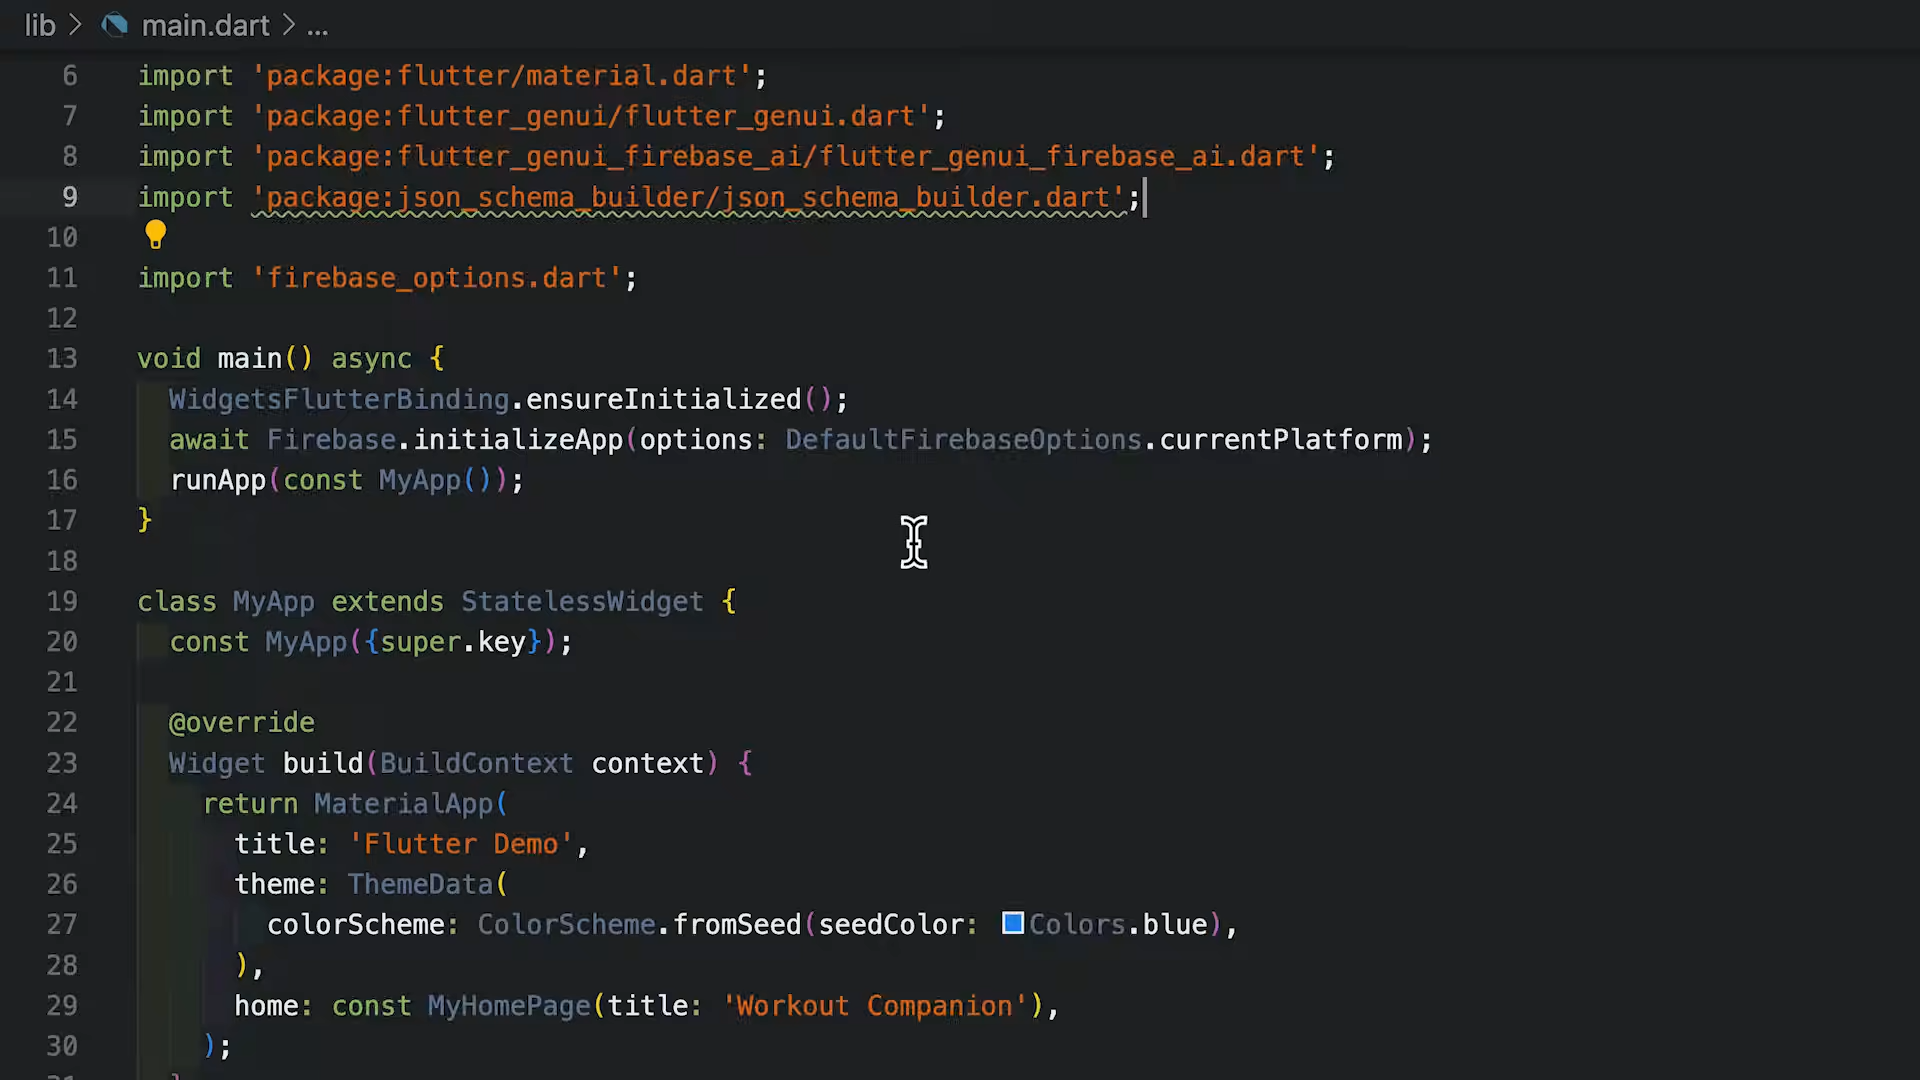 lib > main.dart > ...
6 import 'package:flutter/material.dart';
7 import 'package:flutter_genui/flutter_genui.dart';
8 import 'package:flutter_genui_firebase_ai/flutter_genui_firebase_ai.dart';
9 import 'package:json_schema_builder/json_schema_builder.dart';
10
11 import 'firebase_options.dart';
12
13 void main() async {
14   WidgetsFlutterBinding.ensureInitialized();
15   await Firebase.initializeApp(options: DefaultFirebaseOptions.currentPlatform);
16   runApp(const MyApp());
17 }
18
19 class MyApp extends StatelessWidget {
20   const MyApp({super.key});
21
22   @override
23   Widget build(BuildContext context) {
24     return MaterialApp(
25       title: 'Flutter Demo',
26       theme: ThemeData(
27         colorScheme: ColorScheme.fromSeed(seedColor: Colors.blue),
28       ),
29       home: const MyHomePage(title: 'Workout Companion'),
30     );